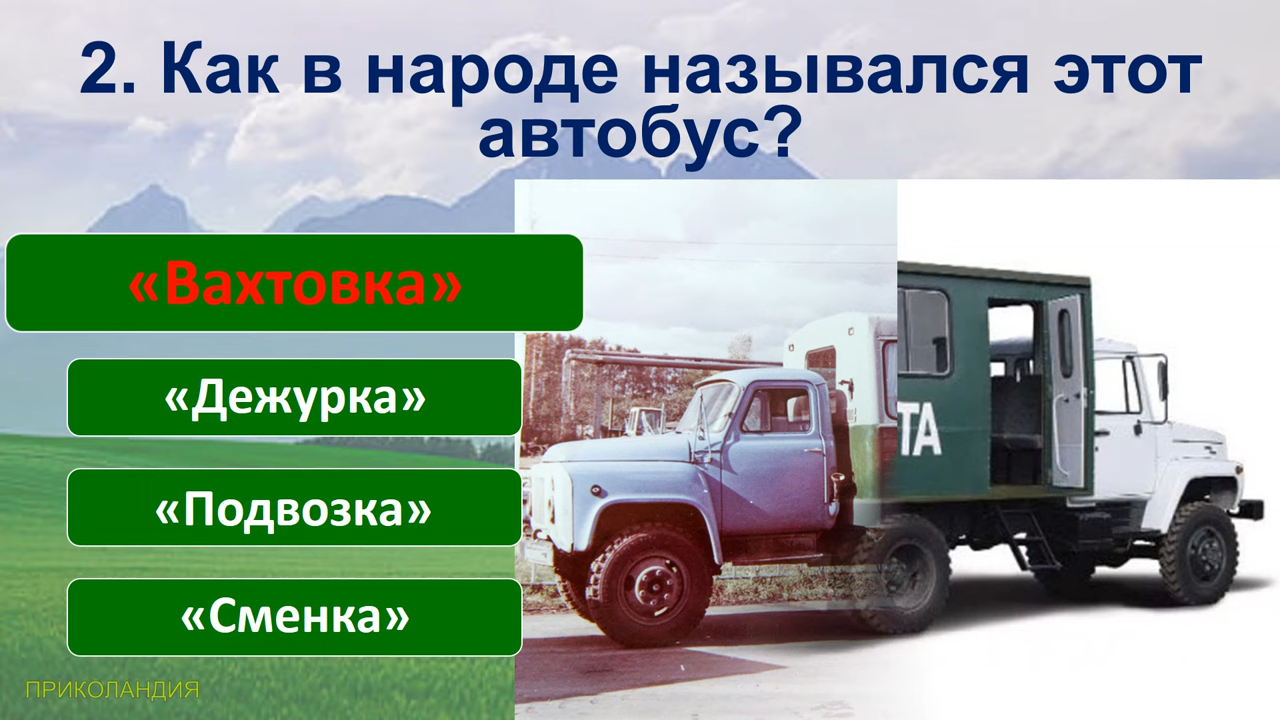 2. Как в народе назывался этот
автобус?
«Вахтовка»
«Дежурка»
ТА
«Подвозка»
«Сменка»
ПРИКОЛАНДИЯ